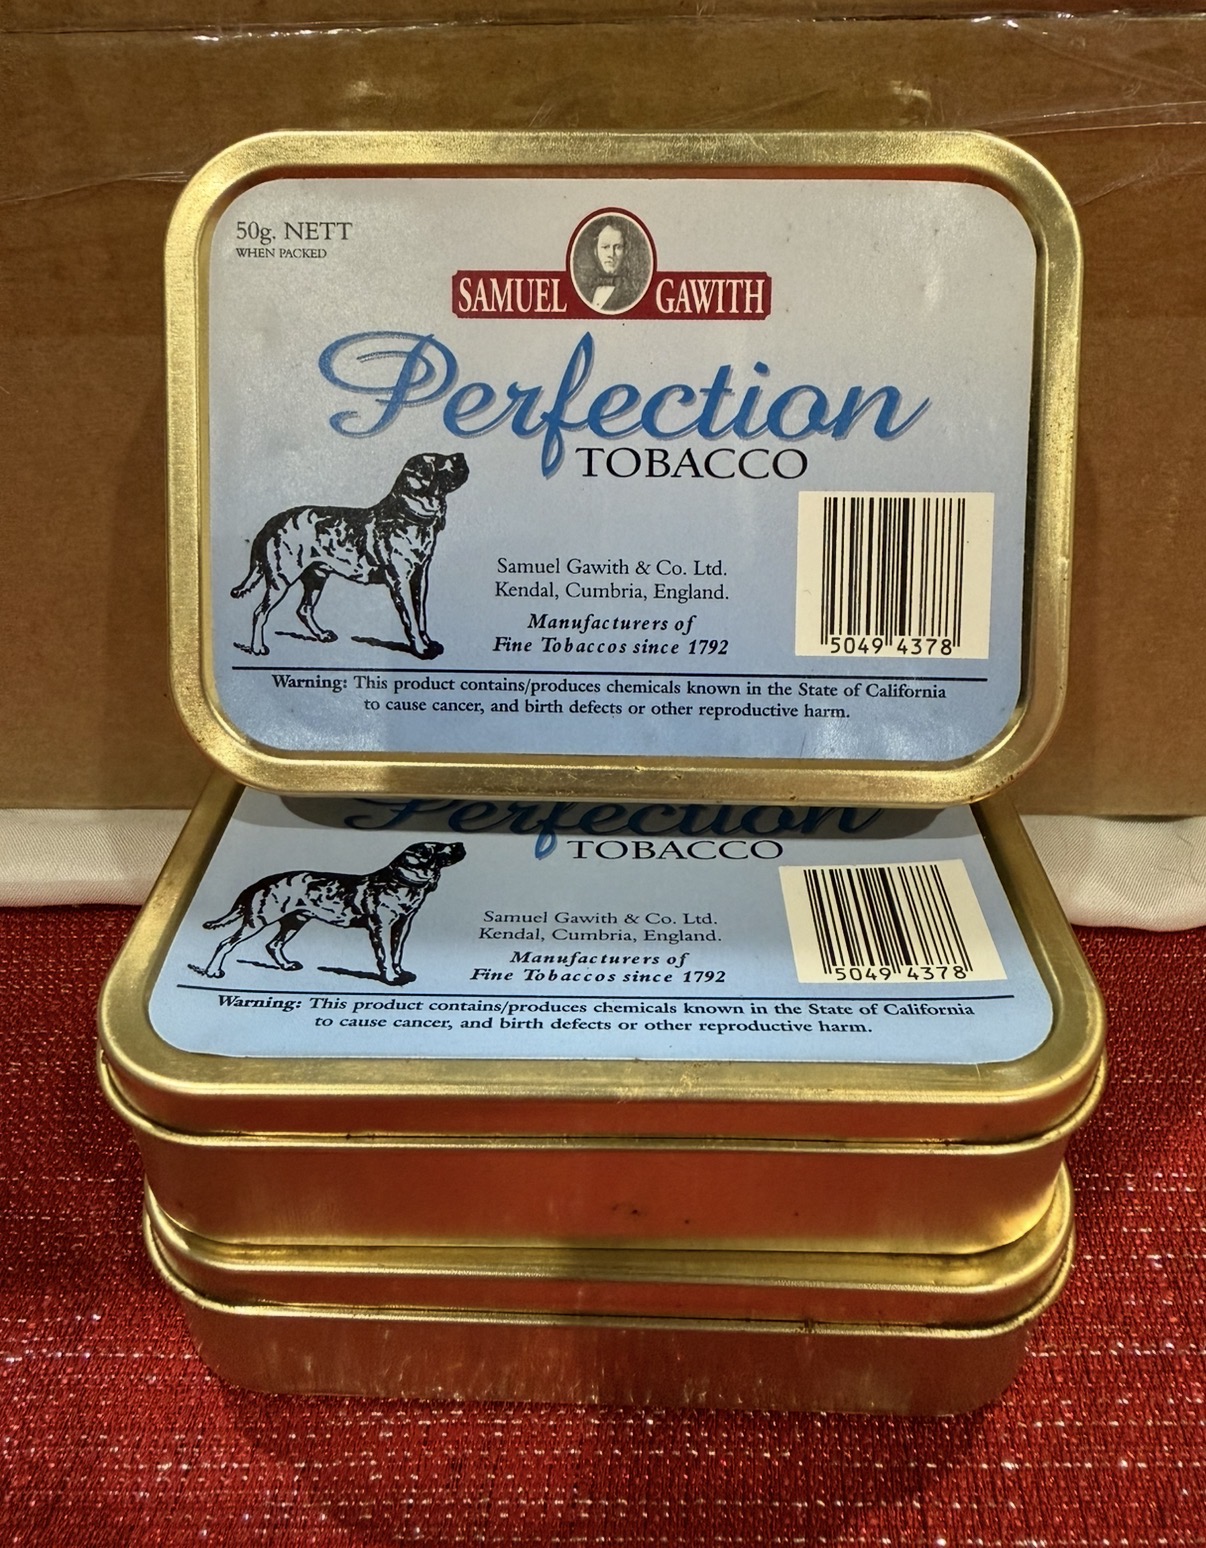 50g. NETT
WHEN PACKED
SAMUEL GAWITH
Perfection
TOBACCO
Samuel Gawith & Co. Ltd.
Kendal, Cumbria, England.
Manufacturers of
Fine Tobaccos since 1792
5049 4378
Warning: This product contains/produces chemicals known in the State of California
to cause cancer, and birth defects or other reproductive harm.
Perfection
TOBACCO
Samuel Gawith & Co. Ltd.
Kendal, Cumbria, England.
Manufacturers of
Fine Tobaccos since 1792
5049 4378
Warning: This product contains/produces chemicals known in the State of California
to cause cancer, and birth defects or other reproductive harm.